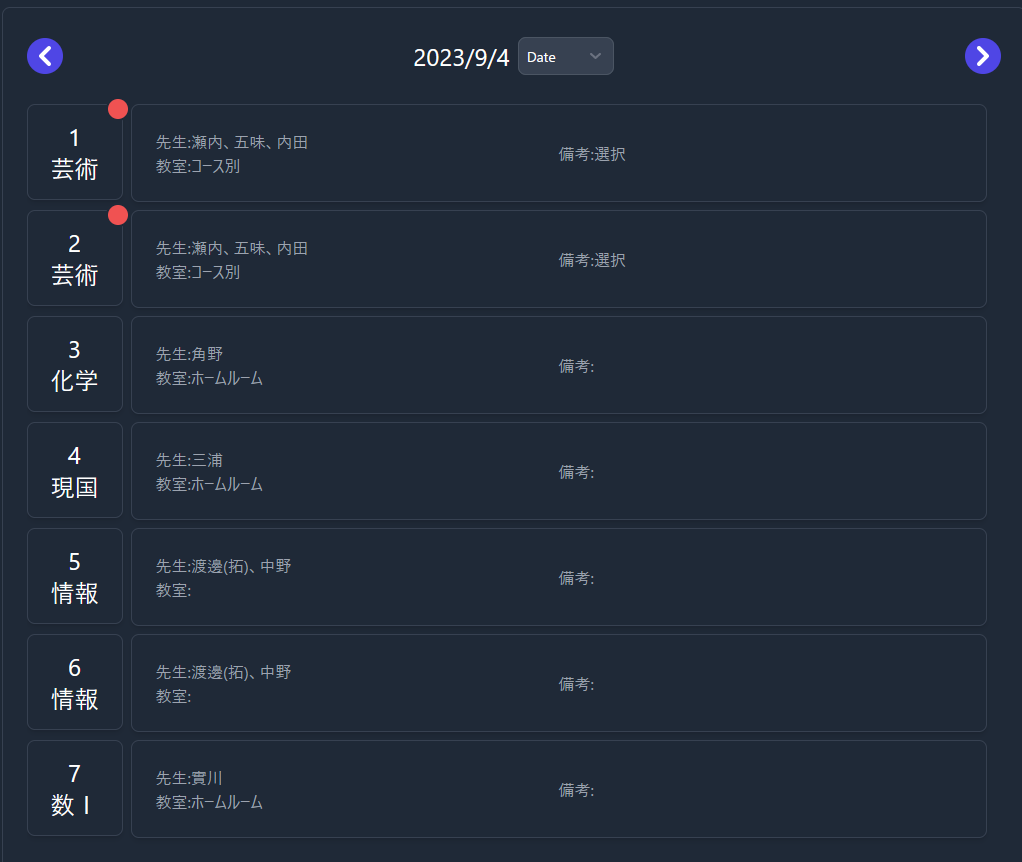 2023/9/4 Date
1
芸術
先生:瀬内、五味、内田
教室:コース別
備考:選択
2
芸術
先生:瀬内、五味、内田
教室:コース別
備考:選択
3
化学
先生:角野
教室:ホームルーム
備考:
4
現国
先生:三浦
教室:ホームルーム
備考:
5
情報
先生:渡邊(拓)、中野
教室:
備考:
6
情報
先生:渡邊(拓)、中野
教室:
備考:
7
数Ⅰ
先生:實川
教室:ホームルーム
備考: